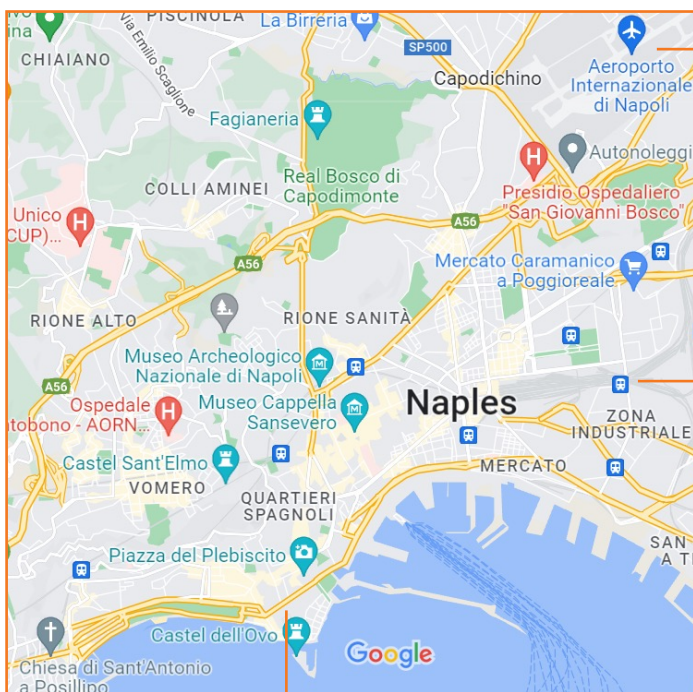 PISCINOLA
La Birreria
ina
CHIAIANO
Via Emilio Scaglione
SP500
Capodichino
Aeroporto
Internazionale
di Napoli
Fagianeria
Autonoleggi
COLLI AMINEI
Real Bosco di
Capodimonte
Presidio Ospedaliero
"San Giovanni Bosco"
Unico
CUP)...
A56
A56
Mercato Caramanico
a Poggioreale
RIONE ALTO
RIONE SANITÀ
Museo Archeologico
Nazionale di Napoli
A56
Ospedale
ntobono - AORN...
Museo Cappella
Sansevero
Naples
ZONA
INDUSTRIALE
Castel Sant'Elmo
VOMERO
MERCATO
QUARTIERI
SPAGNOLI
SAN
A TE
Piazza del Plebiscito
Castel dell'Ovo
Google
Chiesa di Sant'Antonio
a Posillipo